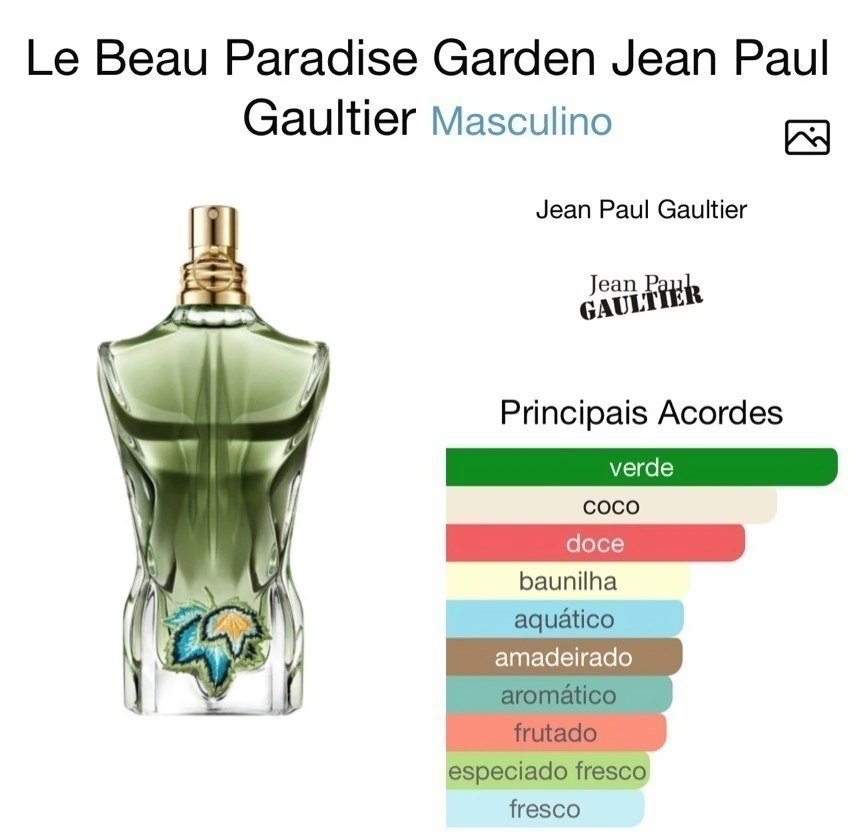 Le Beau Paradise Garden Jean Paul
Gaultier Masculino
Jean Paul Gaultier
Jean Paul
GAULTIER
Principais Acordes
verde
coco
doce
baunilha
aquático
amadeirado
aromático
frutado
especiado fresco
fresco